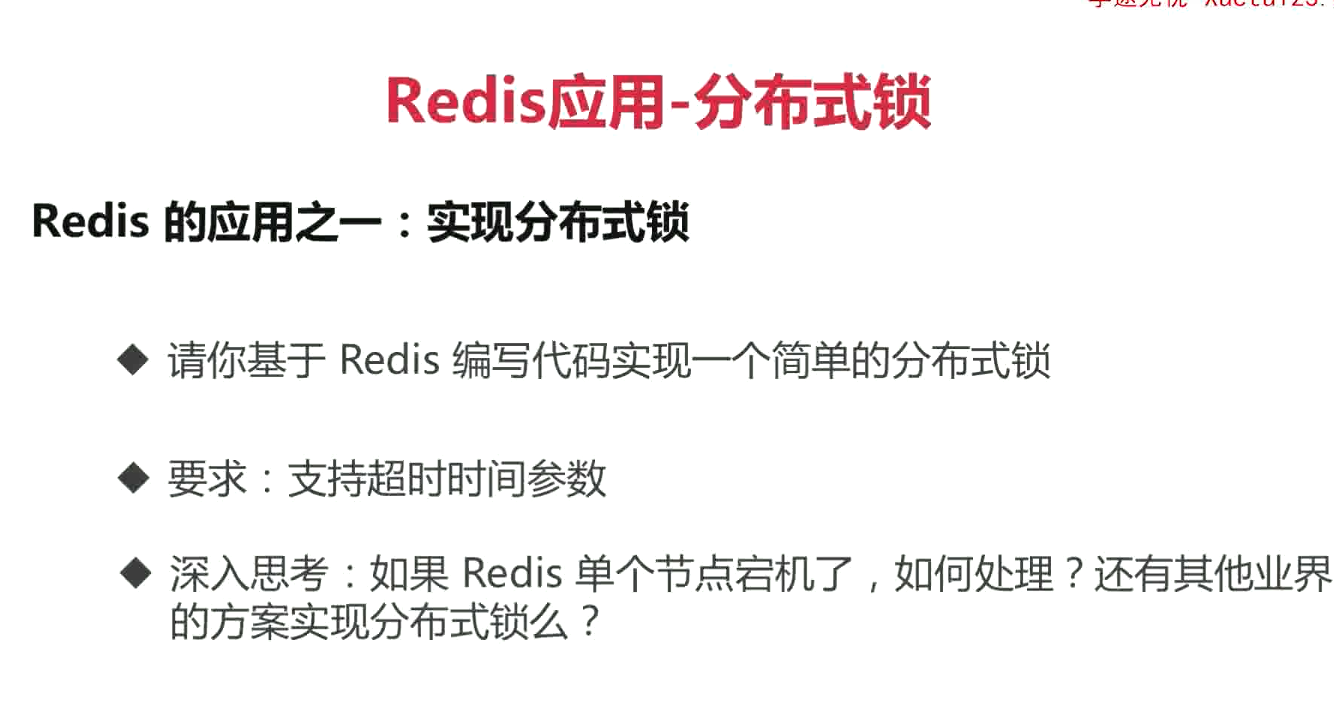 Redis应用-分布式锁
Redis 的应用之一：实现分布式锁
◆ 请你基于 Redis 编写代码实现一个简单的分布式锁
◆ 要求：支持超时时间参数
◆ 深入思考：如果 Redis 单个节点宕机了，如何处理？还有其他业界
的方案实现分布式锁么？